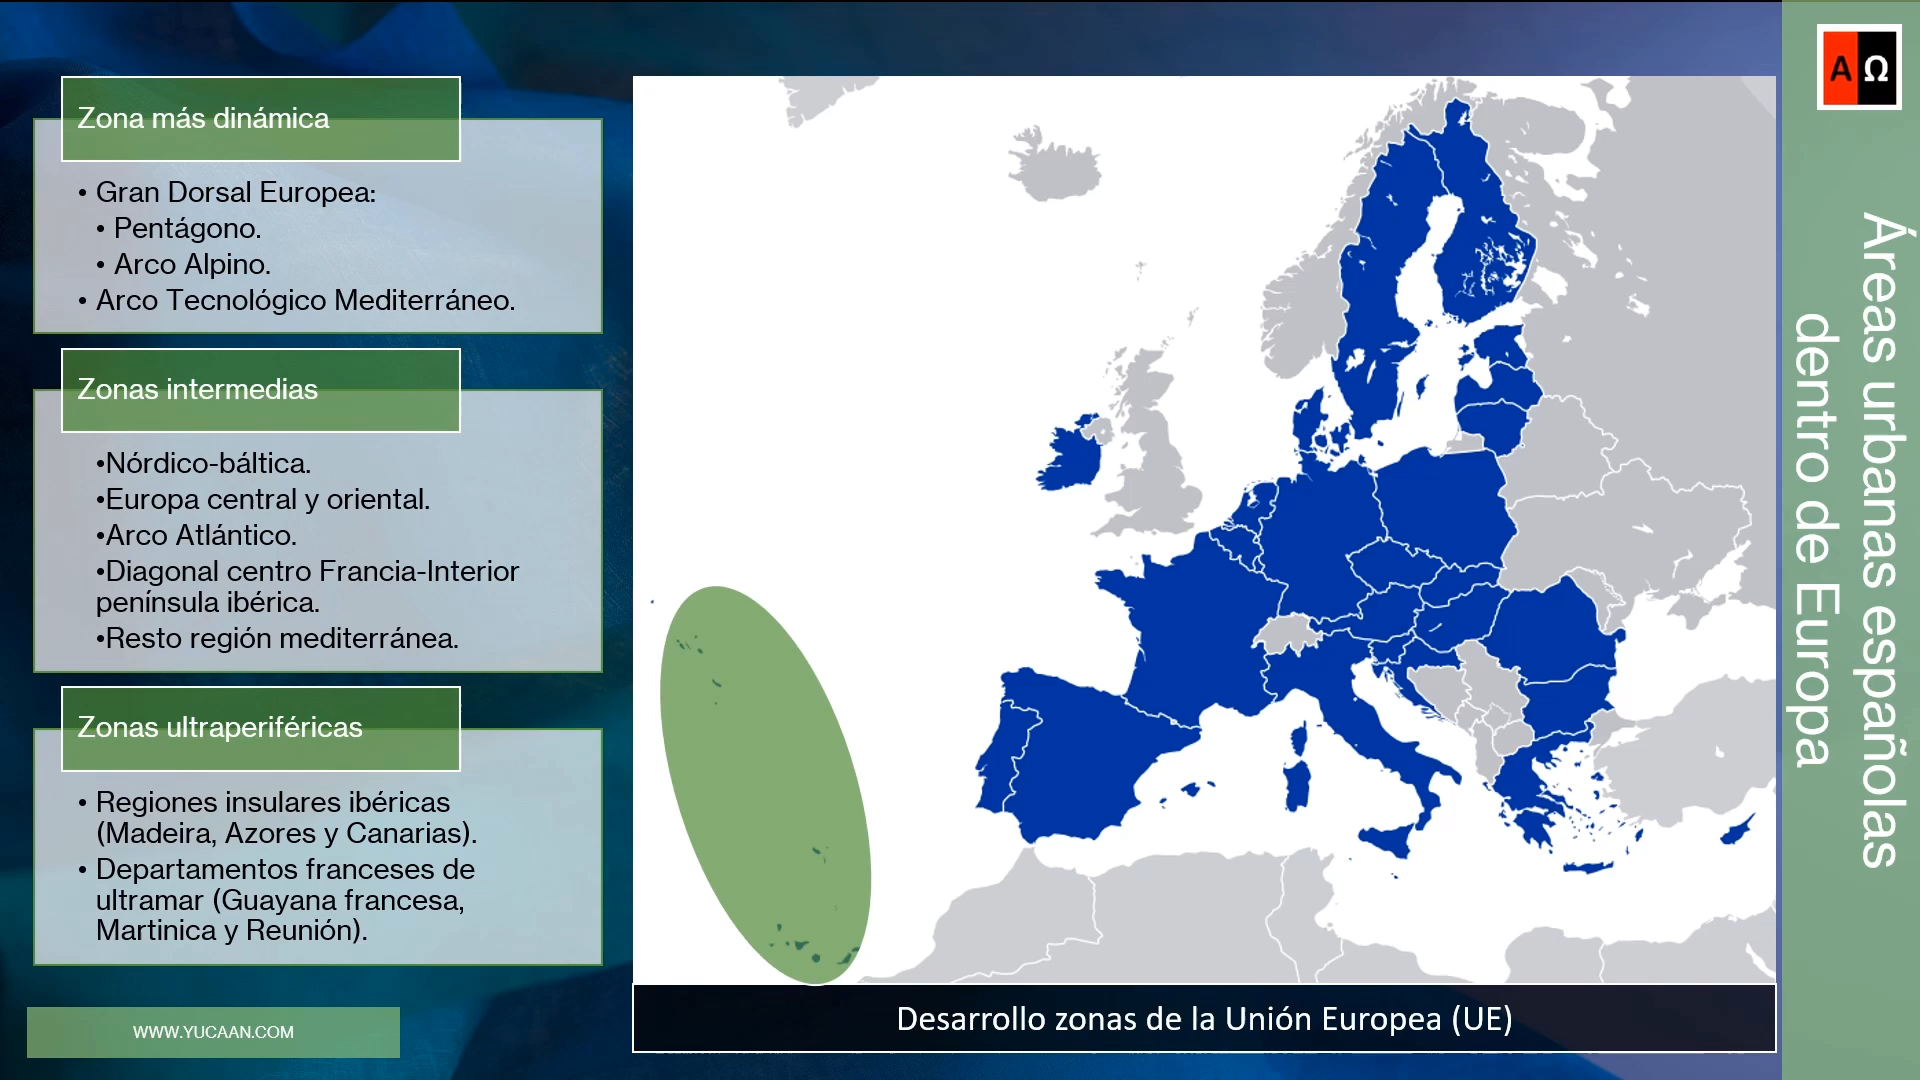 Zona más dinámica
• Gran Dorsal Europea:
• Pentágono.
• Arco Alpino.
• Arco Tecnológico Mediterráneo.
Zonas intermedias
•Nórdico-báltica.
•Europa central y oriental.
•Arco Atlántico.
•Diagonal centro Francia-Interior
península ibérica.
•Resto región mediterránea.
Zonas ultraperiféricas
• Regiones insulares ibéricas
(Madeira, Azores y Canarias).
• Departamentos franceses de
ultramar (Guayana francesa,
Martinica y Reunión).
WWW.YUCAAN.COM
Desarrollo zonas de la Unión Europea (UE)
Α Ω
Áreas urbanas españolas
dentro de Europa